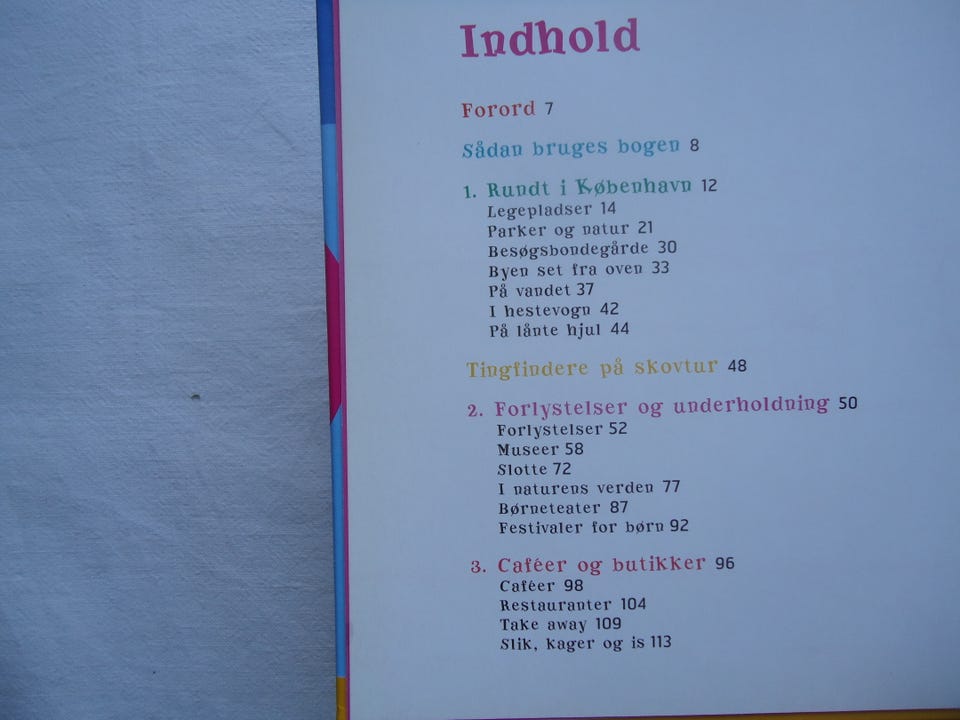 Indhold
Forord 7
Sådan bruges bogen 8
1. Rundt i København 12
Legepladser 14
Parker og natur 21
Besøgsbondegårde 30
Byen set fra oven 33
På vandet 37
I hestevogn 42
På lånte hjul 44
Tingfindere på skovtur 48
2. Forlystelser og underholdning 50
Forlystelser 52
Museer 58
Slotte 72
I naturens verden 77
Børneteater 87
Festivaler for børn 92
3. Caféer og butikker 96
Caféer 98
Restauranter 104
Take away 109
Slik, kager og is 113